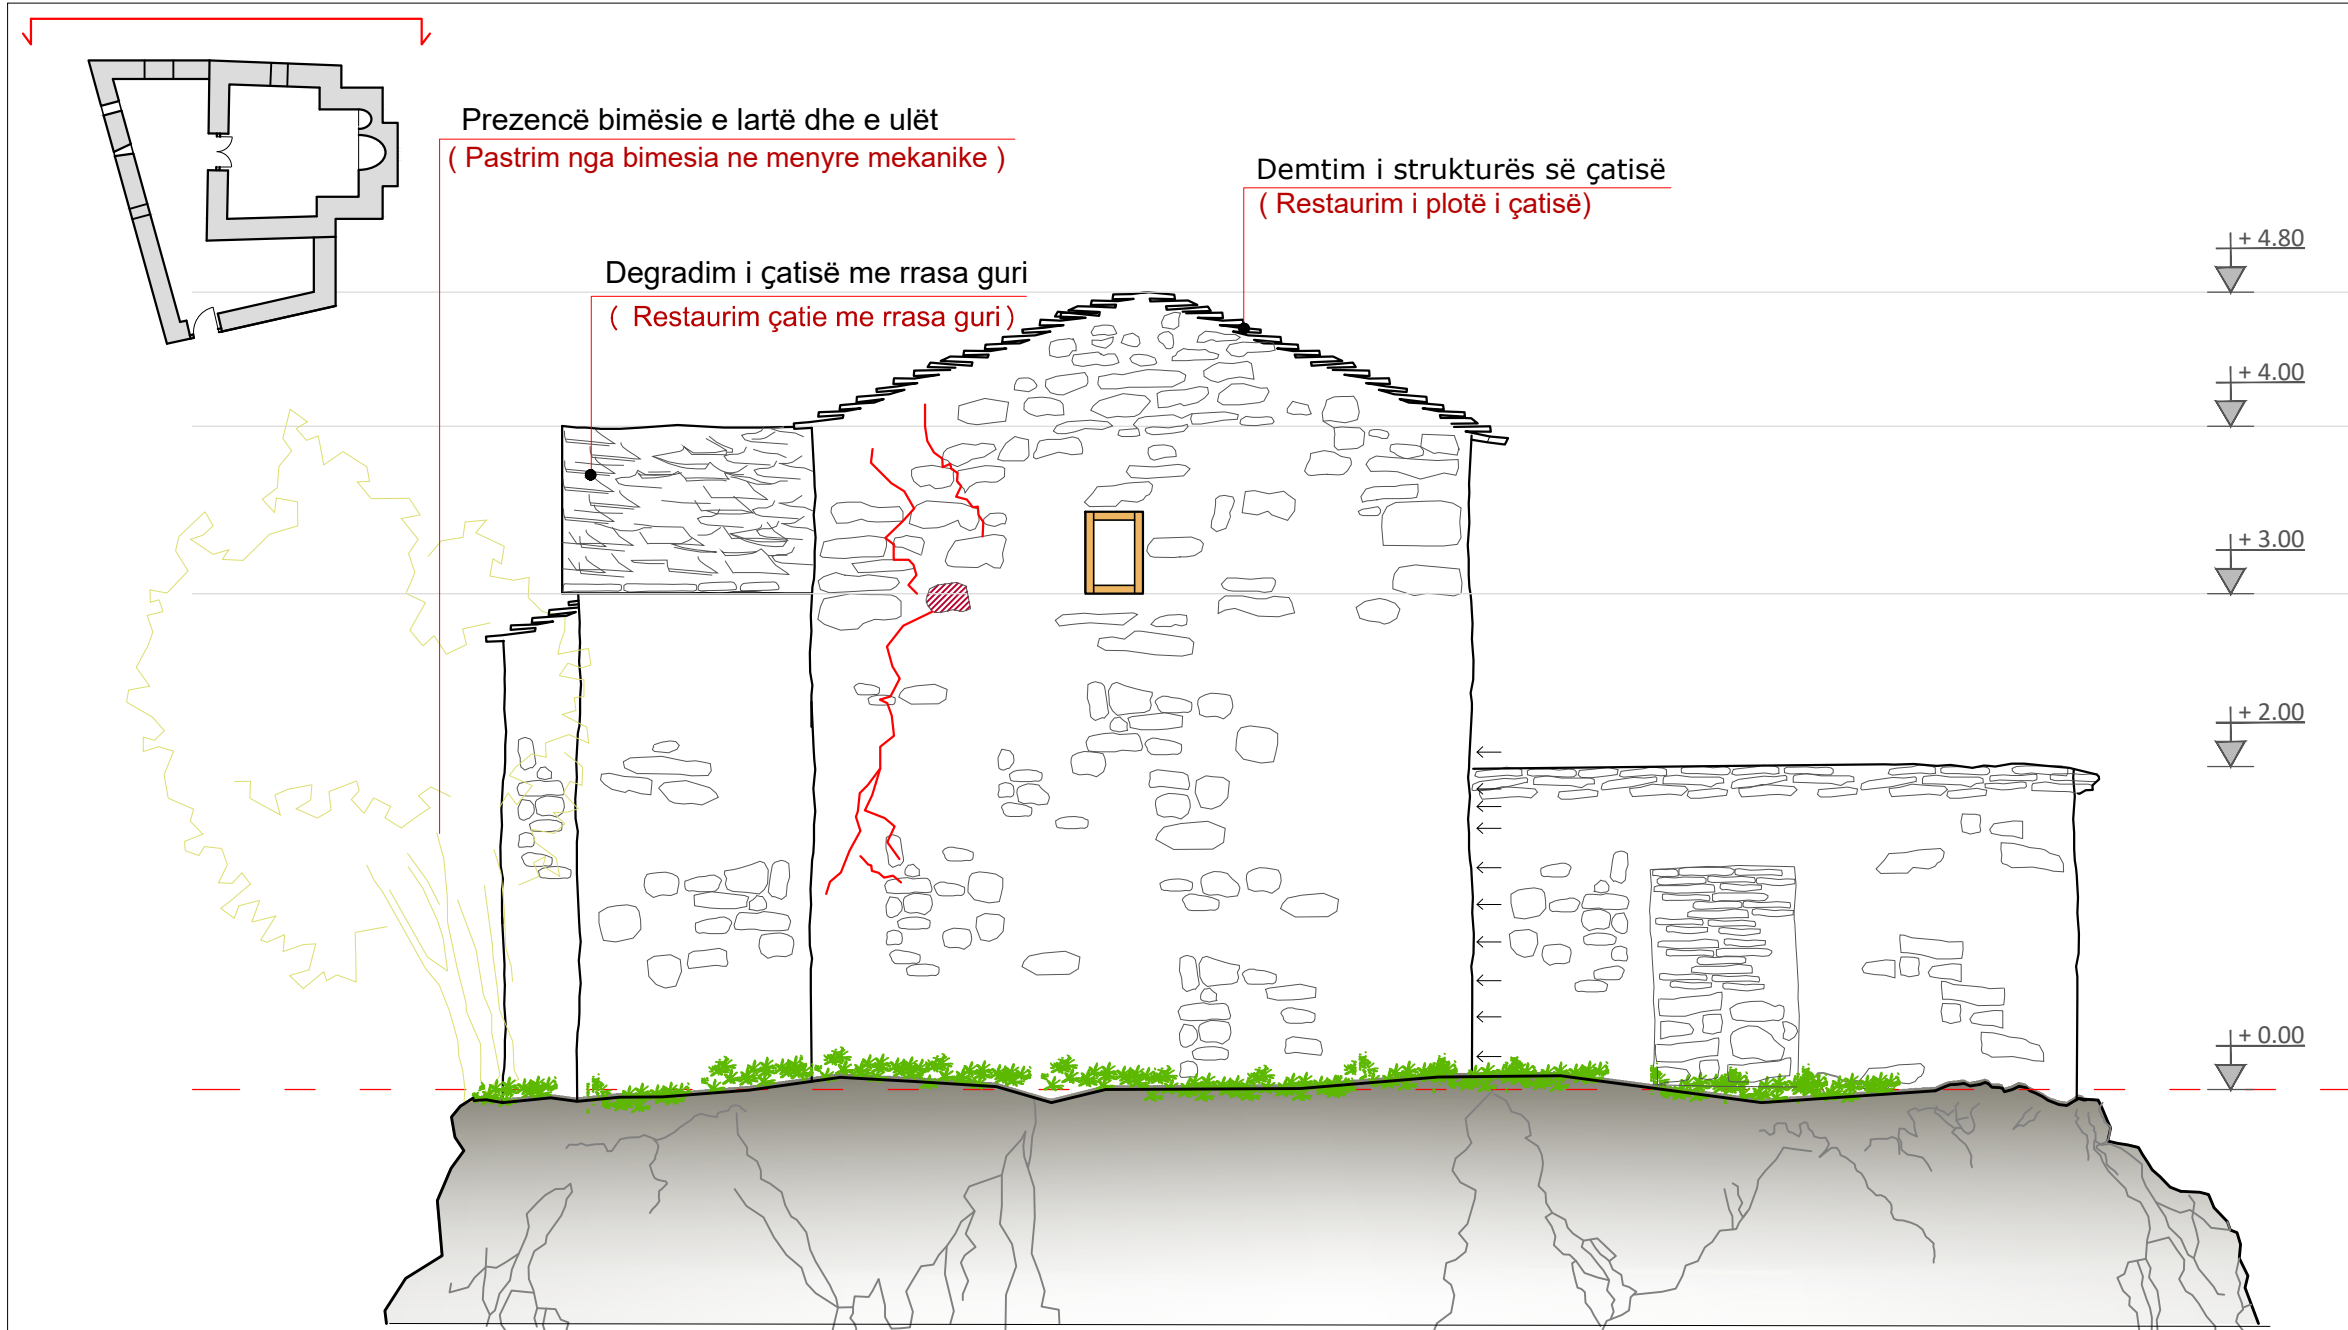 Prezencë bimësie e lartë dhe e ulët
( Pastrim nga bimesia ne menyre mekanike )
Demtim i strukturës së çatisë
( Restaurim i plotë i çatisë)
Degradim i çatisë me rrasa guri
( Restaurim çatie me rrasa guri )
+ 4.80
+ 4.00
+ 3.00
+ 2.00
+ 0.00